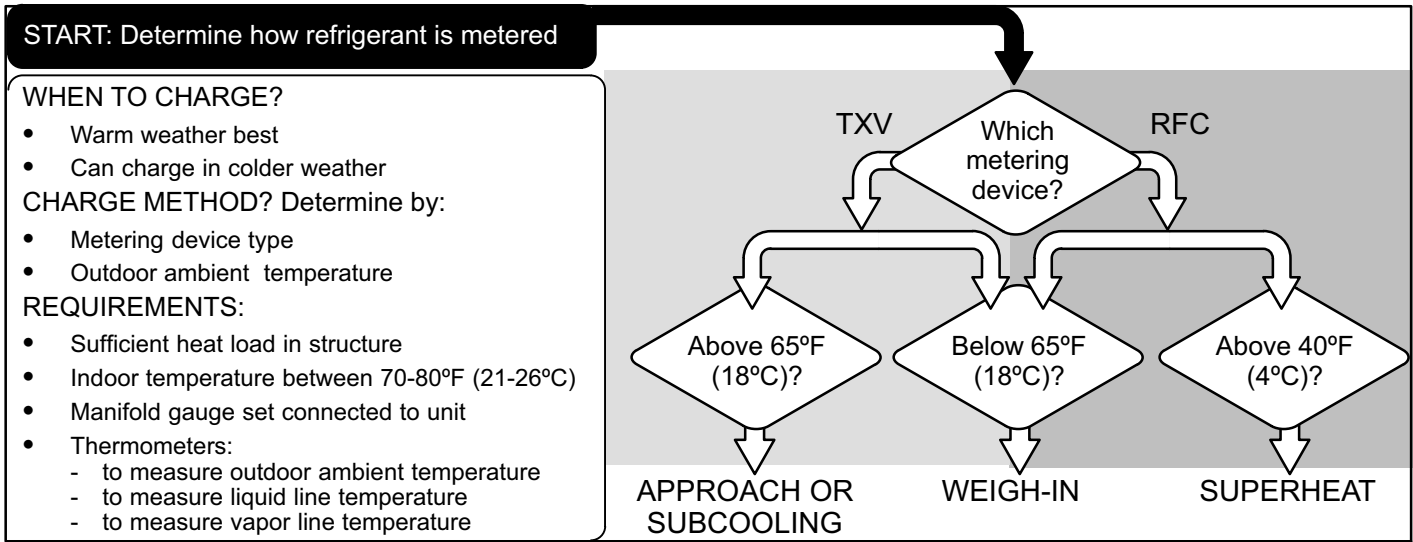 START: Determine how refrigerant is metered
WHEN TO CHARGE?
• Warm weather best
• Can charge in colder weather
CHARGE METHOD? Determine by:
• Metering device type
• Outdoor ambient temperature
REQUIREMENTS:
• Sufficient heat load in structure
• Indoor temperature between 70-80ºF (21-26ºC)
• Manifold gauge set connected to unit
• Thermometers:
- to measure outdoor ambient temperature
- to measure liquid line temperature
- to measure vapor line temperature
TXV
Which
metering
device?
RFC
Above 65ºF
(18ºC)?
Below 65ºF
(18ºC)?
Above 40ºF
(4ºC)?
APPROACH OR
SUBCOOLING
WEIGH-IN
SUPERHEAT